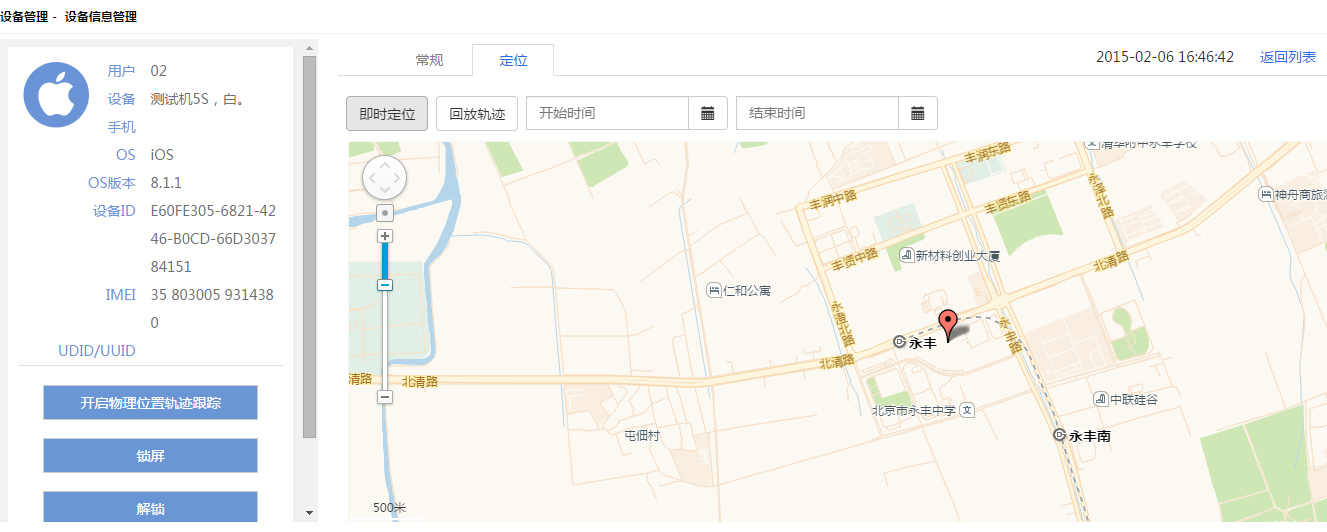 设备管理 - 设备信息管理
用户 02
设备 测试机5S，白。
手机
OS iOS
OS版本 8.1.1
设备ID E60FE305-6821-42
46-B0CD-66D3037
84151
IMEI 35 803005 931438
0
UDID/UUID
开启物理位置轨迹跟踪
锁屏
解锁
常规
定位
2015-02-06 16:46:42
返回列表
即时定位
回放轨迹
开始时间
结束时间
清华附中永丰学校
丰润东路
丰润中路
永澄北路
丰贤东路
神舟商旅
丰贤中路
新材料创业大厦
北清路
仁和公寓
永澄北路
永丰
永丰路
北清路
清路
北清路
中联硅谷
北京市永丰中学
屯佃村
永丰南
500米